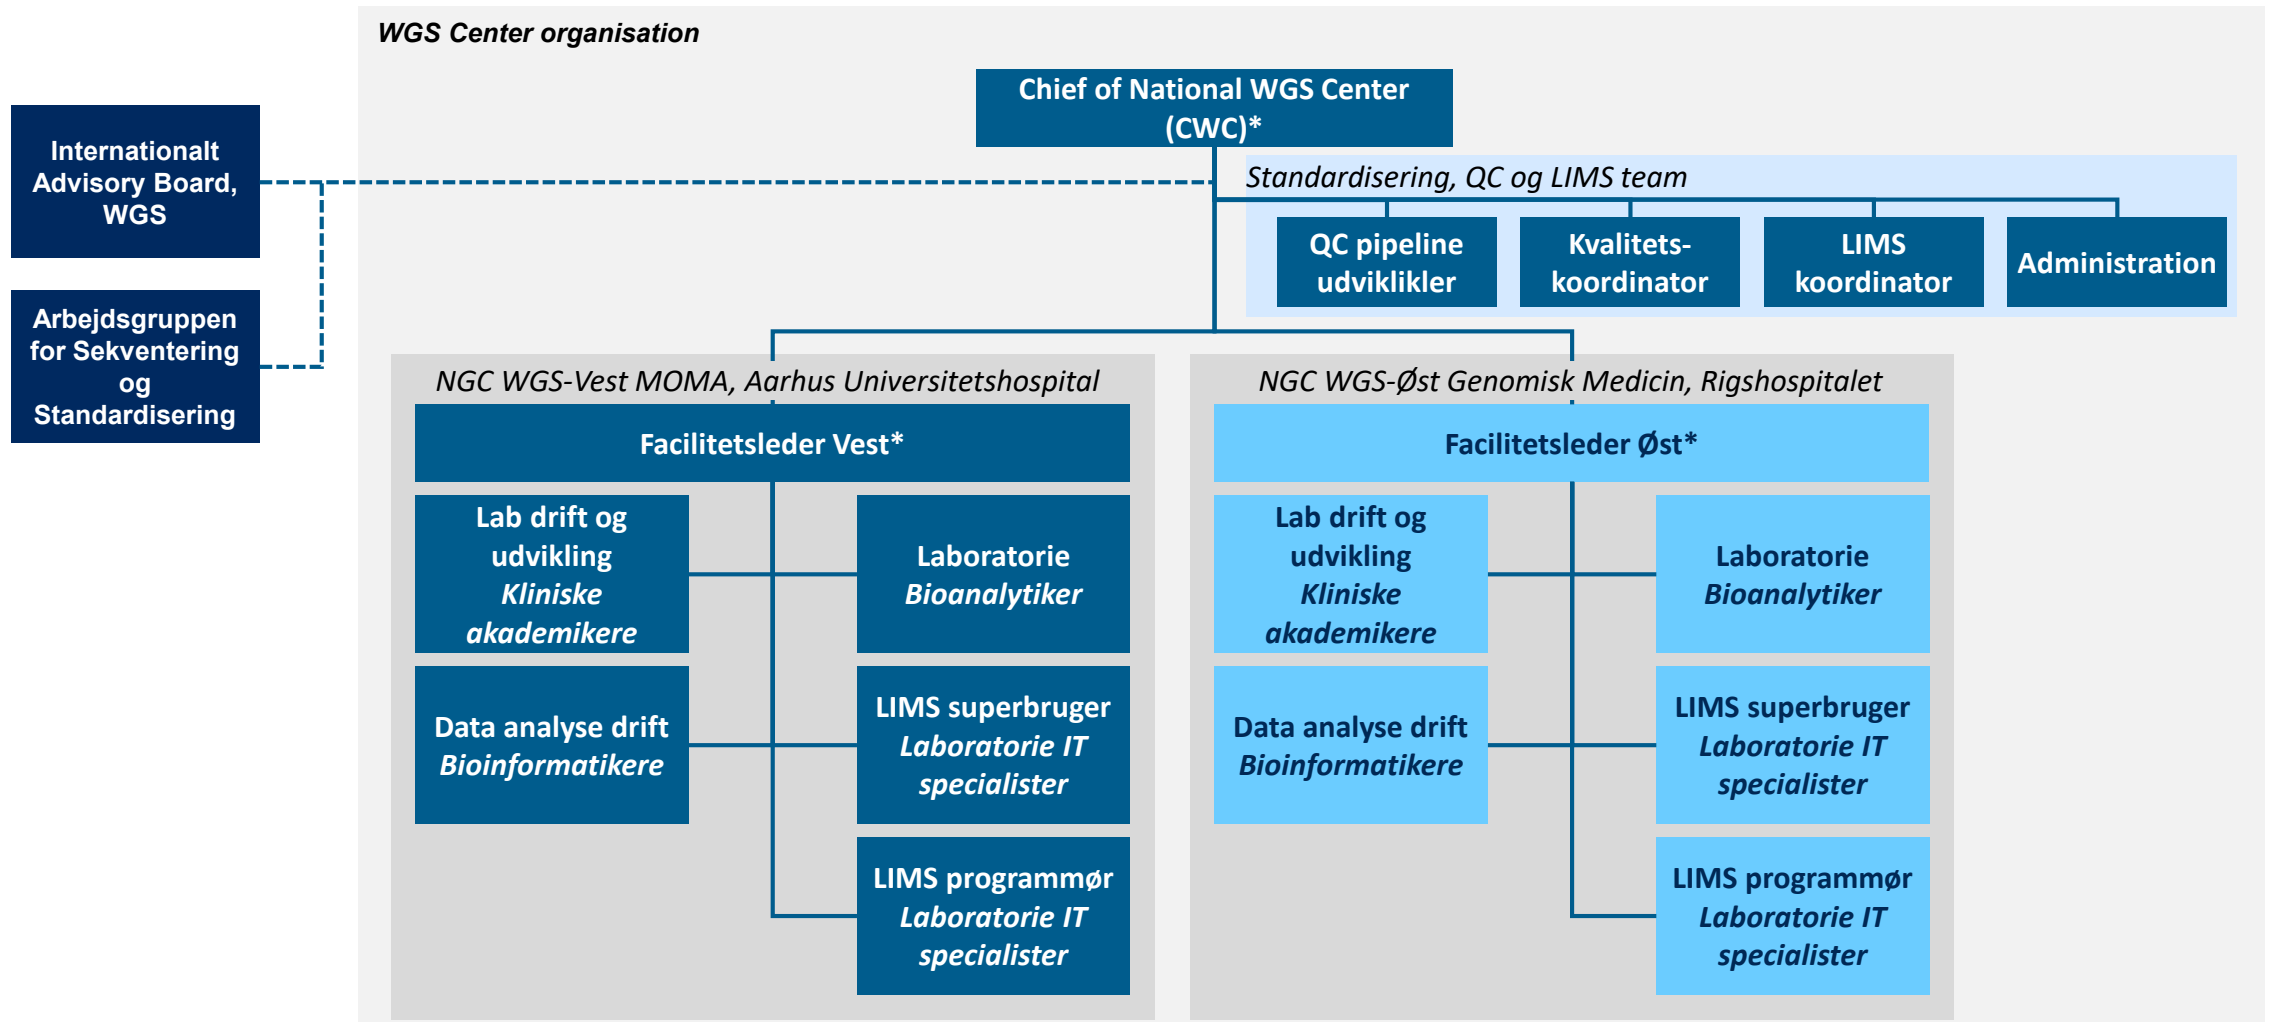 WGS Center organisation
Chief of National WGS Center
(CWC)*
Internationalt
Advisory Board,
WGS
Arbejdsgruppen
for Sekventering
og
Standardisering
Standardisering, QC og LIMS team
QC pipeline
udviklikler
Kvalitets-
koordinator
LIMS
koordinator
Administration
NGC WGS-Vest MOMA, Aarhus Universitetshospital
Facilitetsleder Vest*
Lab drift og
udvikling
Kliniske
akademikere
Laboratorie
Bioanalytiker
Data analyse drift
Bioinformatikere
LIMS superbruger
Laboratorie IT
specialister
LIMS programmør
Laboratorie IT
specialister
NGC WGS-Øst Genomisk Medicin, Rigshospitalet
Facilitetsleder Øst*
Lab drift og
udvikling
Kliniske
akademikere
Laboratorie
Bioanalytiker
Data analyse drift
Bioinformatikere
LIMS superbruger
Laboratorie IT
specialister
LIMS programmør
Laboratorie IT
specialister